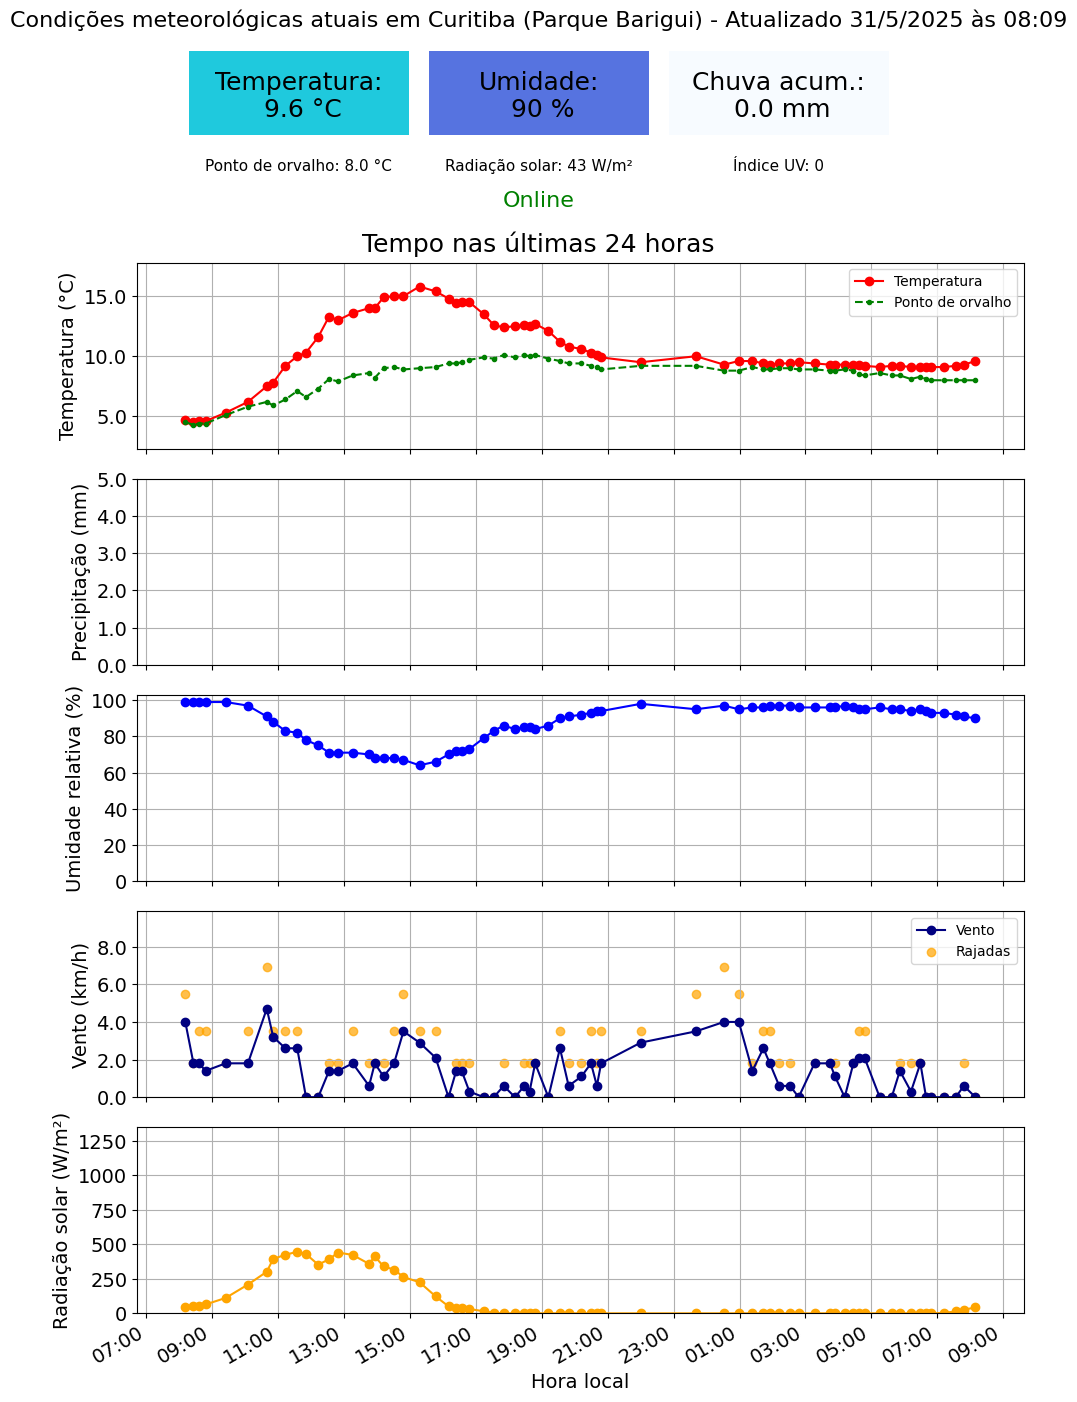 Condições meteorológicas atuais em Curitiba (Parque Barigui) - Atualizado 31/5/2025 às 08:09
Temperatura:
9.6 °C
Umidade:
90 %
Chuva acum.:
0.0 mm
Ponto de orvalho: 8.0 °C
Radiação solar: 43 W/m²
Índice UV: 0
Online
Tempo nas últimas 24 horas
Temperatura (°C)
15.0
10.0
5.0
Temperatura
Ponto de orvalho
Precipitação (mm)
5.0
4.0
3.0
2.0
1.0
0.0
Umidade relativa (%)
100
80
60
40
20
0
Vento (km/h)
8.0
6.0
4.0
2.0
0.0
Vento
Rajadas
Radiação solar (W/m²)
1250
1000
750
500
250
0
07:00
09:00
11:00
13:00
15:00
17:00
19:00
21:00
23:00
01:00
03:00
05:00
07:00
09:00
Hora local